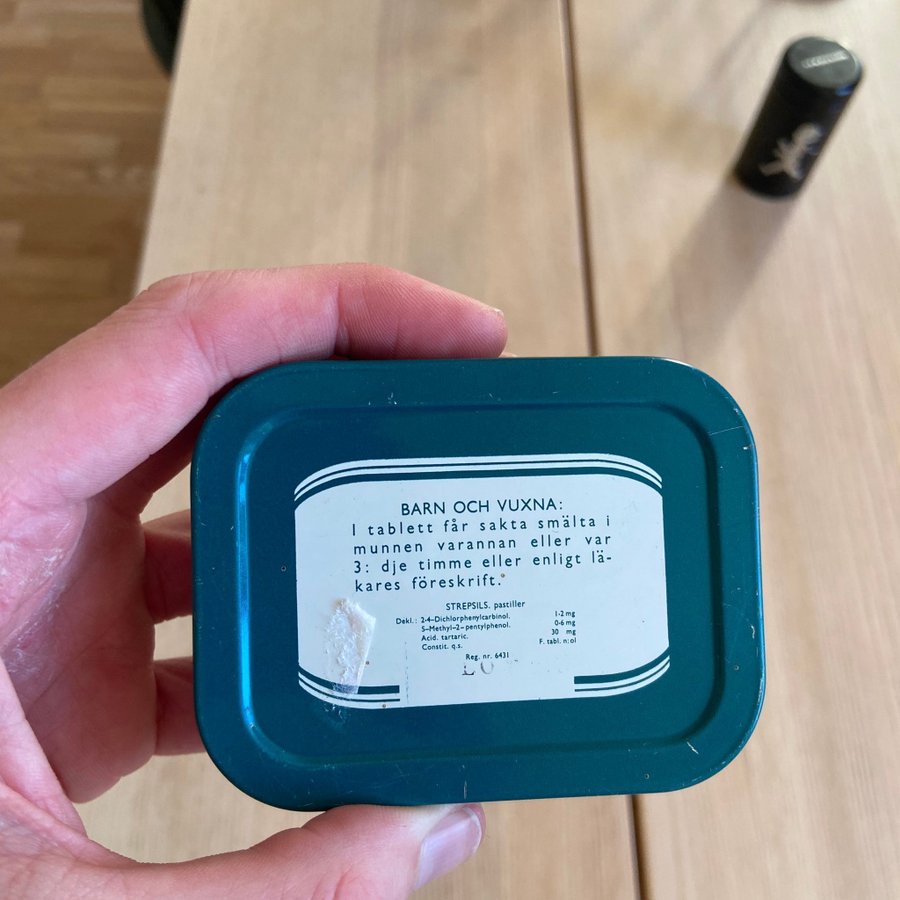 BARN OCH VUXNA:
1 tablett får sakta smälta i
munnen varannan eller var
3: dje timme eller enligt lä-
kares föreskrift.
STREPSILS. pastiller
Dekl.: 2·4–Dichlorphenylcarbinol. 1·2 mg
5–Methyl–2–pentylphenol. 0·6 mg
Acid. tartaric. 30 mg
Constit. q.s. F. tabl. n:ol
Reg. nr. 6431